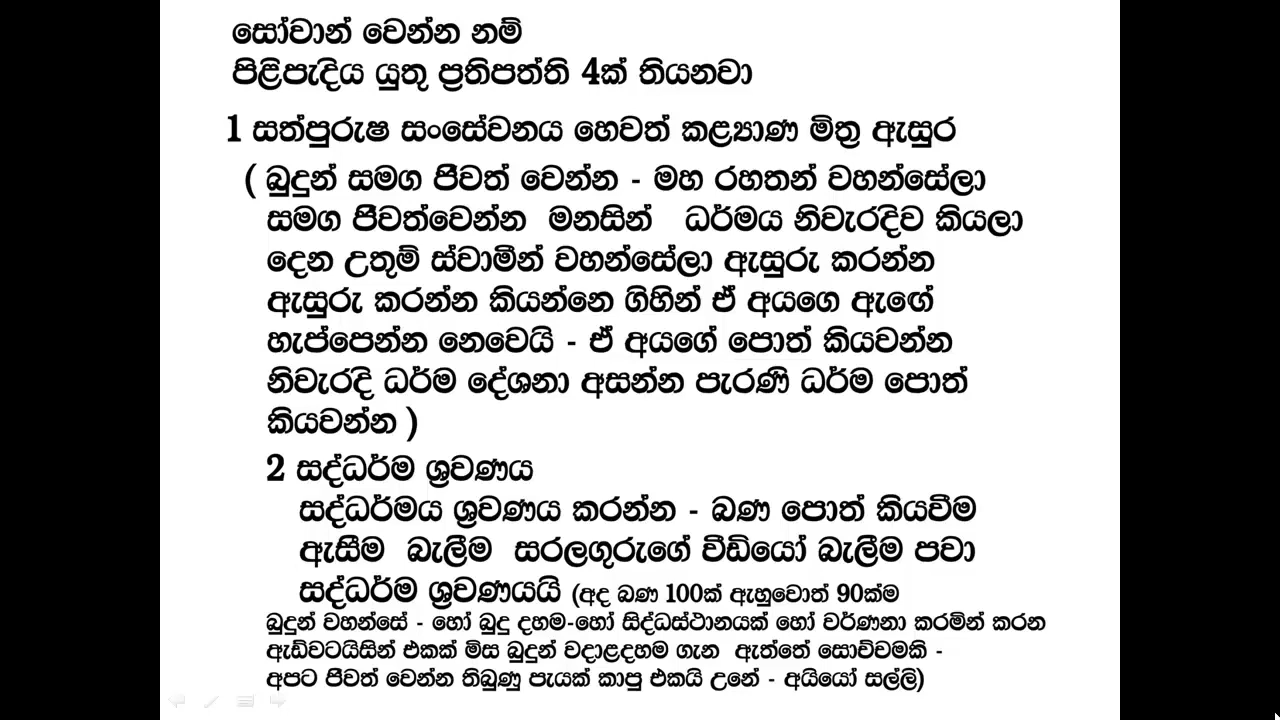 සෝවාන් වෙන්න නම්
පිළිපැදිය යුතු ප්‍රතිපත්ති 4ක් තියනවා
1 සත්පුරුෂ සංසේවනය හෙවත් කළ්‍යාණ මිත්‍ර ඇසුර
( බුදුන් සමග ජීවත් වෙන්න - මහ රහතන් වහන්සේලා
සමග ජීවත්වෙන්න මනසින් ධර්මය නිවැරදිව කියලා
දෙන උතුම් ස්වාමීන් වහන්සේලා ඇසුරු කරන්න
ඇසුරු කරන්න කියන්නෙ ගිහින් ඒ අයගෙ ඇඟේ
හැප්පෙන්න නෙවෙයි - ඒ අයගේ පොත් කියවන්න
නිවැරදි ධර්ම දේශනා අසන්න පැරණි ධර්ම පොත්
කියවන්න )
2 සද්ධර්ම ශ්‍රවණය
සද්ධර්මය ශ්‍රවණය කරන්න - බණ පොත් කියවීම
ඇසීම බැලීම සරලගුරුගේ වීඩියෝ බැලීම පවා
සද්ධර්ම ශ්‍රවණයයි (අද බණ 100ක් ඇහුවොත් 90ක්ම
බුදුන් වහන්සේ - හෝ බුදු දහම-හෝ සිද්ධස්ථානයක් හෝ වර්ණනා කරමින් කරන
ඇඩ්වටයිසින් එකක් මිස බුදුන් වදාළදහම ගැන ඇත්තේ සොච්චමකි -
අපට ජීවත් වෙන්න තිබුණු පැයක් කාපු එකයි උනේ - අයියෝ සල්ලි)